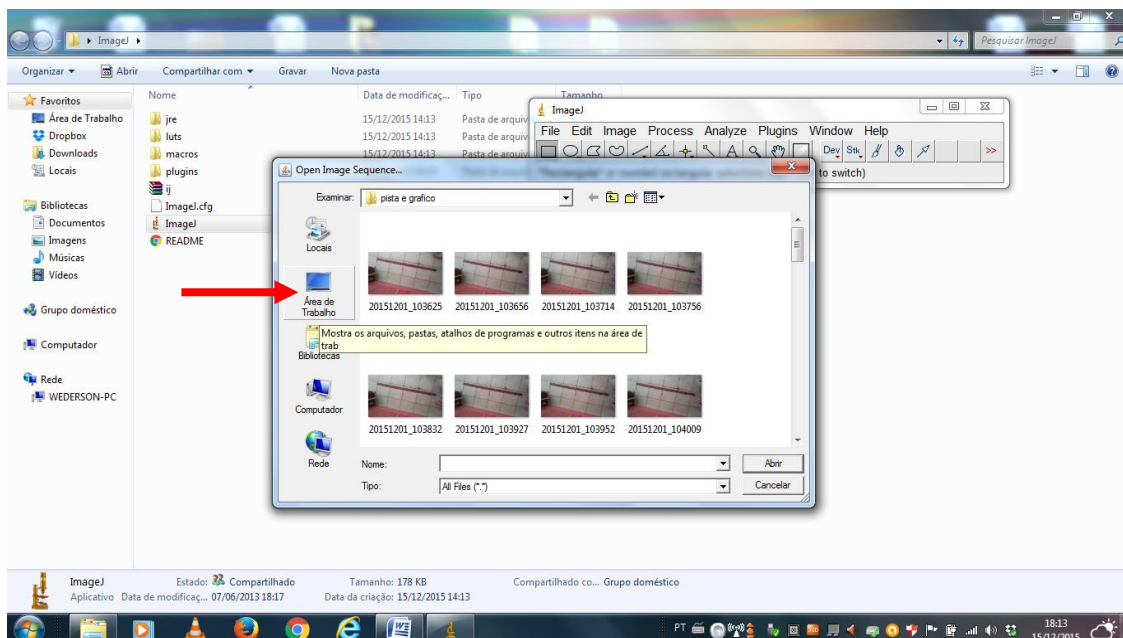 ImageJ
Pesquisar ImageJ
Organizar
Abrir
Compartilhar com
Gravar
Nova pasta
Favoritos
Área de Trabalho
Dropbox
Downloads
Locais
Bibliotecas
Documentos
Imagens
Músicas
Vídeos
Grupo doméstico
Computador
Rede
WEDERSON-PC
Nome Data de modificaç... Tipo Tamanho
jre 15/12/2015 14:13 Pasta de arquiv
luts 15/12/2015 14:13 Pasta de arquiv
macros 15/12/2015 14:13 Pasta de arquiv
plugins
ij
ImageJ.cfg
ImageJ
README
ImageJ
File Edit Image Process Analyze Plugins Window Help
A Dev Stk >>
to switch)
Open Image Sequence...
Examinar: pista e grafico
Locais
Área de
Trabalho
Bibliotecas
Computador
Rede
20151201_103625 20151201_103656 20151201_103714 20151201_103756
Mostra os arquivos, pastas, atalhos de programas e outros itens na área de
trab
20151201_103832 20151201_103927 20151201_103952 20151201_104009
Nome: Abrir
Tipo: All Files (*.*) Cancelar
ImageJ Estado: Compartilhado Tamanho: 178 KB Compartilhado co... Grupo doméstico
Aplicativo Data de modificaç... 07/06/2013 18:17 Data da criação: 15/12/2015 14:13
PT 18:13
15/12/2015